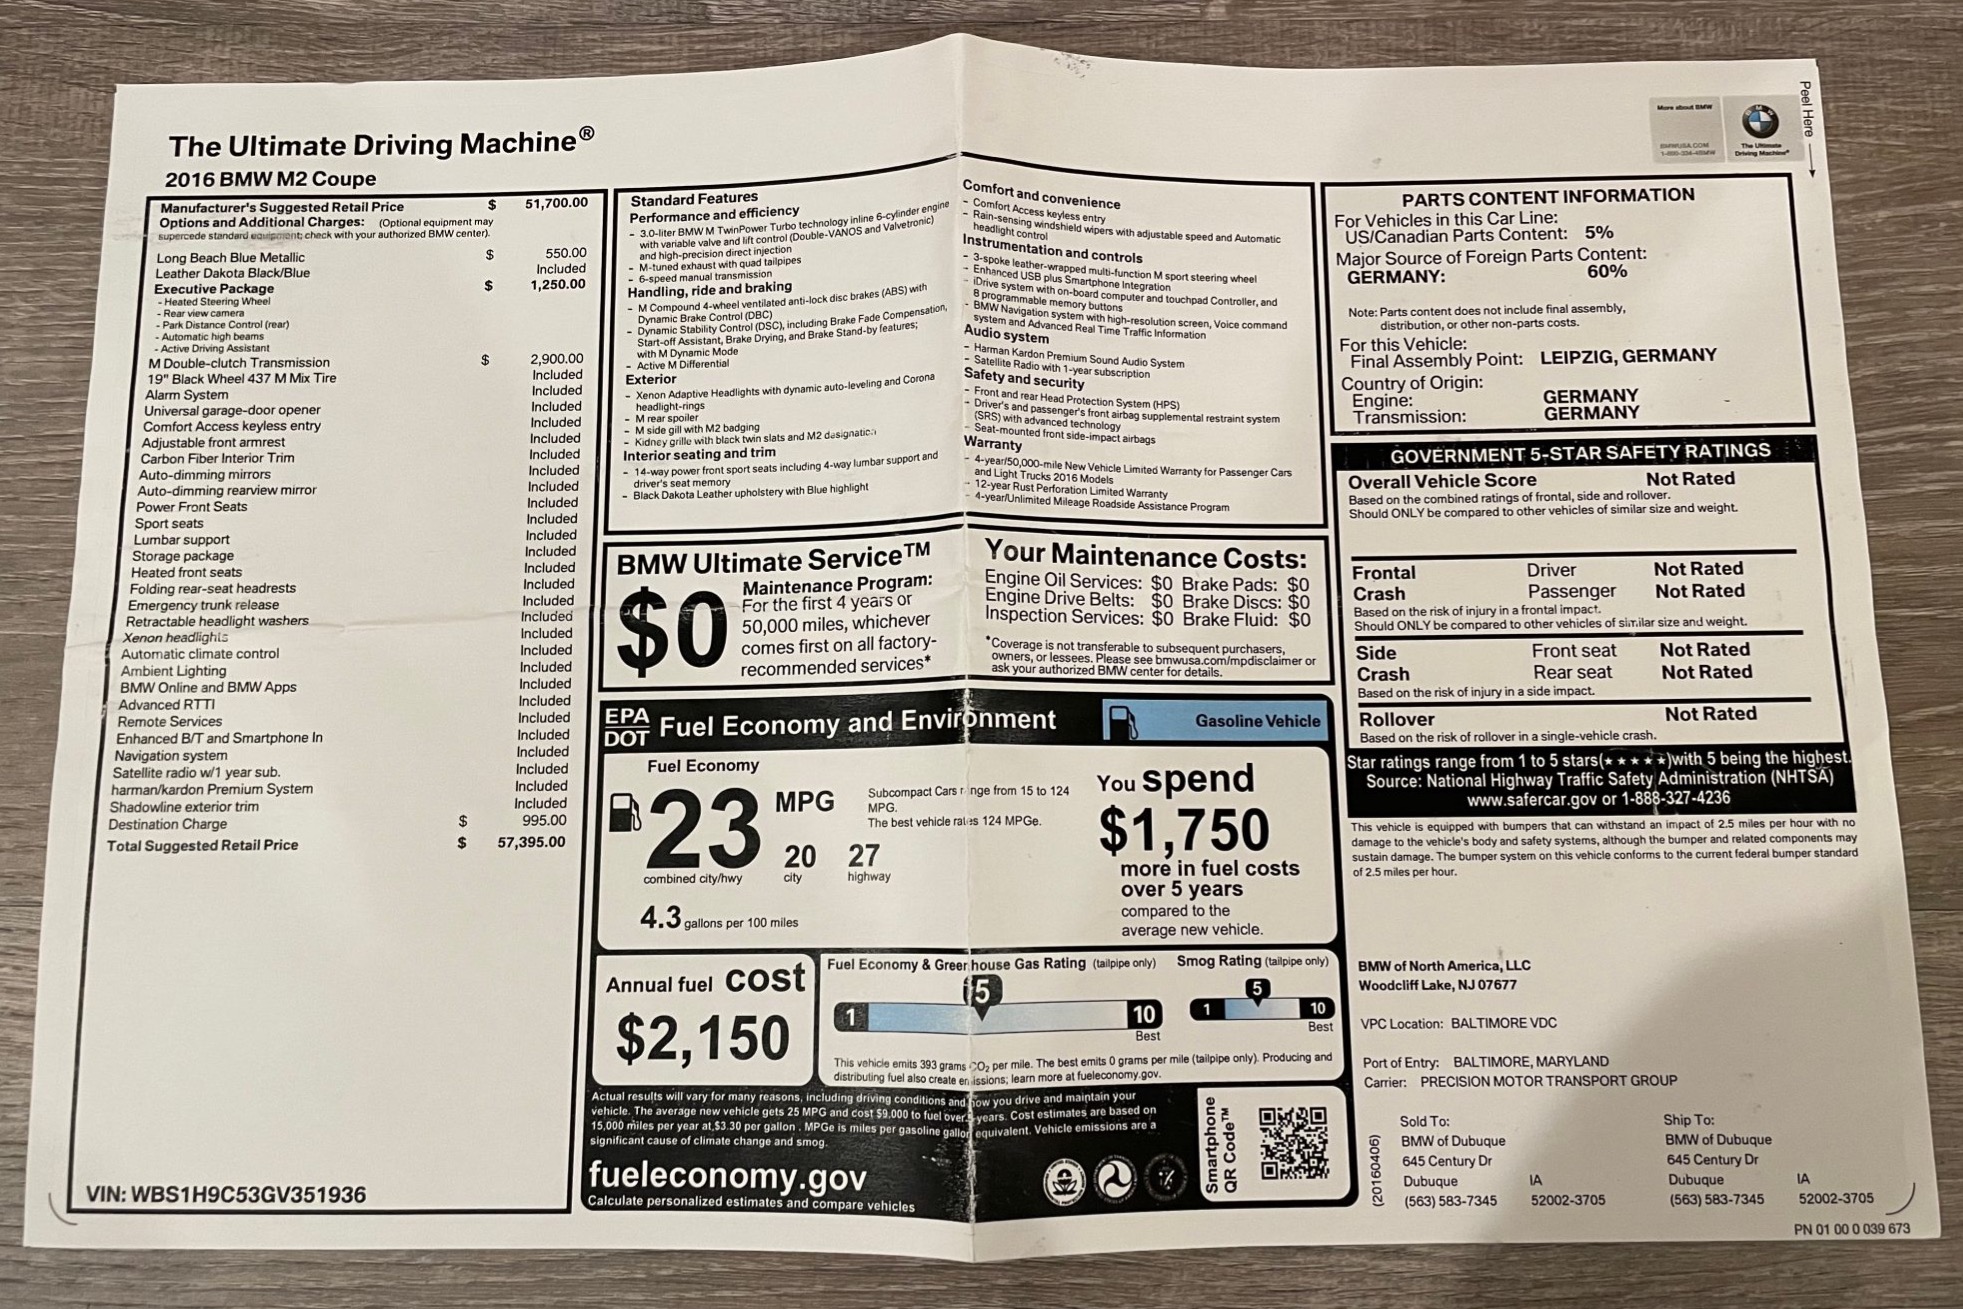 The Ultimate Driving Machine®
2016 BMW M2 Coupe
Manufacturer's Suggested Retail Price $ 51,700.00
Options and Additional Charges: (Optional equipment may
supercede standard equipment; check with your authorized BMW center).
Long Beach Blue Metallic $ 550.00
Leather Dakota Black/Blue Included
Executive Package $ 1,250.00
- Heated Steering Wheel
- Rear view camera
- Park Distance Control (rear)
- Automatic high beams
- Active Driving Assistant
M Double-clutch Transmission $ 2,900.00
19" Black Wheel 437 M Mix Tire Included
Alarm System Included
Universal garage-door opener Included
Comfort Access keyless entry Included
Adjustable front armrest Included
Carbon Fiber Interior Trim Included
Auto-dimming mirrors Included
Auto-dimming rearview mirror Included
Power Front Seats Included
Sport seats Included
Lumbar support Included
Storage package Included
Heated front seats Included
Folding rear-seat headrests Included
Emergency trunk release Included
Retractable headlight washers Included
Xenon headlights Included
Automatic climate control Included
Ambient Lighting Included
BMW Online and BMW Apps Included
Advanced RTTI Included
Remote Services Included
Enhanced B/T and Smartphone In Included
Navigation system Included
Satellite radio w/1 year sub. Included
harman/kardon Premium System Included
Shadowline exterior trim Included
Destination Charge $ 995.00
Total Suggested Retail Price $ 57,395.00
VIN: WBS1H9C53GV351936
Standard Features
Performance and efficiency
- 3.0-liter BMW M TwinPower Turbo technology inline 6-cylinder engine
with variable valve and lift control (Double-VANOS and Valvetronic)
and high-precision direct injection
- M-tuned exhaust with quad tailpipes
- 6-speed manual transmission
Handling, ride and braking
- M Compound 4-wheel ventilated anti-lock disc brakes (ABS) with
Dynamic Brake Control (DBC)
- Dynamic Stability Control (DSC), including Brake Fade Compensation,
Start-off Assistant, Brake Drying, and Brake Stand-by features;
with M Dynamic Mode
- Active M Differential
Exterior
- Xenon Adaptive Headlights with dynamic auto-leveling and Corona
headlight-rings
- M rear spoiler
- M side gill with M2 badging
- Kidney grille with black twin slats and M2 designation
Interior seating and trim
- 14-way power front sport seats including 4-way lumbar support and
driver's seat memory
- Black Dakota Leather upholstery with Blue highlight
Comfort and convenience
- Comfort Access keyless entry
- Rain-sensing windshield wipers with adjustable speed and Automatic
headlight control
Instrumentation and controls
- 3-spoke leather-wrapped multi-function M sport steering wheel
- Enhanced USB plus Smartphone Integration
- iDrive system with on-board computer and touchpad Controller, and
8 programmable memory buttons
- BMW Navigation system with high-resolution screen, Voice command
system and Advanced Real Time Traffic Information
Audio system
- Harman Kardon Premium Sound Audio System
- Satellite Radio with 1-year subscription
Safety and security
- Front and rear Head Protection System (HPS)
- Driver's and passenger's front airbag supplemental restraint system
(SRS) with advanced technology
- Seat-mounted front side-impact airbags
Warranty
- 4-year/50,000-mile New Vehicle Limited Warranty for Passenger Cars
and Light Trucks 2016 Models
- 12-year Rust Perforation Limited Warranty
- 4-year/Unlimited Mileage Roadside Assistance Program
BMW Ultimate Service™
$0
Maintenance Program:
For the first 4 years or
50,000 miles, whichever
comes first on all factory-
recommended services*
Your Maintenance Costs:
Engine Oil Services: $0 Brake Pads: $0
Engine Drive Belts: $0 Brake Discs: $0
Inspection Services: $0 Brake Fluid: $0
*Coverage is not transferable to subsequent purchasers,
owners, or lessees. Please see bmwusa.com/mpdisclaimer or
ask your authorized BMW center for details.
EPA
DOT
Fuel Economy and Environment
Gasoline Vehicle
Fuel Economy
23 MPG
combined city/hwy
20
city
27
highway
4.3 gallons per 100 miles
Subcompact Cars range from 15 to 124
MPG.
The best vehicle rates 124 MPGe.
You spend
$1,750
more in fuel costs
over 5 years
compared to the
average new vehicle.
Annual fuel cost
$2,150
Fuel Economy & Greenhouse Gas Rating (tailpipe only)
5
1 10
Best
Smog Rating (tailpipe only)
5
1 10
Best
This vehicle emits 393 grams CO2 per mile. The best emits 0 grams per mile (tailpipe only). Producing and
distributing fuel also create emissions; learn more at fueleconomy.gov.
Actual results will vary for many reasons, including driving conditions and how you drive and maintain your
vehicle. The average new vehicle gets 25 MPG and cost $9,000 to fuel over 5 years. Cost estimates are based on
15,000 miles per year at $3.30 per gallon . MPGe is miles per gasoline gallon equivalent. Vehicle emissions are a
significant cause of climate change and smog.
fueleconomy.gov
Calculate personalized estimates and compare vehicles
Smartphone
QR Code™
More about BMW
BMWUSA.COM
1-800-334-4BMW
BMW
The Ultimate
Driving Machine®
Peel Here
PARTS CONTENT INFORMATION
For Vehicles in this Car Line:
US/Canadian Parts Content: 5%
Major Source of Foreign Parts Content:
GERMANY: 60%
Note: Parts content does not include final assembly,
distribution, or other non-parts costs.
For this Vehicle:
Final Assembly Point: LEIPZIG, GERMANY
Country of Origin:
Engine: GERMANY
Transmission: GERMANY
GOVERNMENT 5-STAR SAFETY RATINGS
Overall Vehicle Score Not Rated
Based on the combined ratings of frontal, side and rollover.
Should ONLY be compared to other vehicles of similar size and weight.
Frontal Driver Not Rated
Crash Passenger Not Rated
Based on the risk of injury in a frontal impact.
Should ONLY be compared to other vehicles of similar size and weight.
Side Front seat Not Rated
Crash Rear seat Not Rated
Based on the risk of injury in a side impact.
Rollover Not Rated
Based on the risk of rollover in a single-vehicle crash.
Star ratings range from 1 to 5 stars(★★★★★)with 5 being the highest.
Source: National Highway Traffic Safety Administration (NHTSA)
www.safercar.gov or 1-888-327-4236
This vehicle is equipped with bumpers that can withstand an impact of 2.5 miles per hour with no
damage to the vehicle's body and safety systems, although the bumper and related components may
sustain damage. The bumper system on this vehicle conforms to the current federal bumper standard
of 2.5 miles per hour.
BMW of North America, LLC
Woodcliff Lake, NJ 07677
VPC Location: BALTIMORE VDC
Port of Entry: BALTIMORE, MARYLAND
Carrier: PRECISION MOTOR TRANSPORT GROUP
(20160406)
Sold To:
BMW of Dubuque
645 Century Dr
Dubuque IA
(563) 583-7345 52002-3705
Ship To:
BMW of Dubuque
645 Century Dr
Dubuque IA
(563) 583-7345 52002-3705
PN 01 00 0 039 673